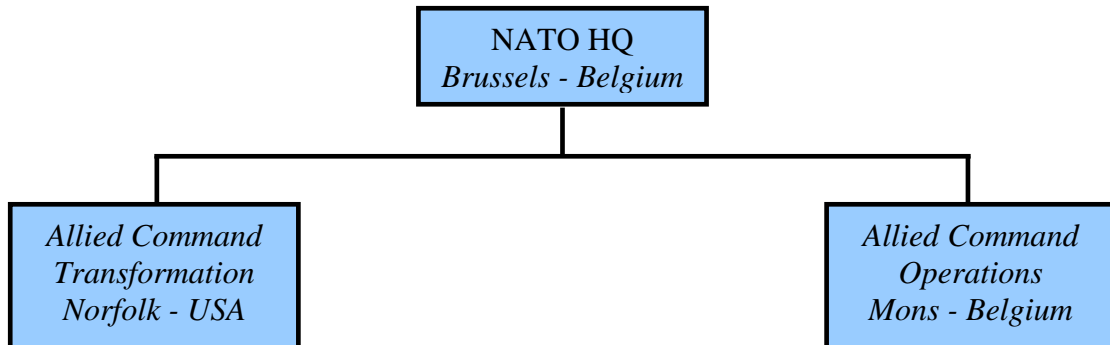 NATO HQ
Brussels - Belgium
Allied Command
Transformation
Norfolk - USA
Allied Command
Operations
Mons - Belgium